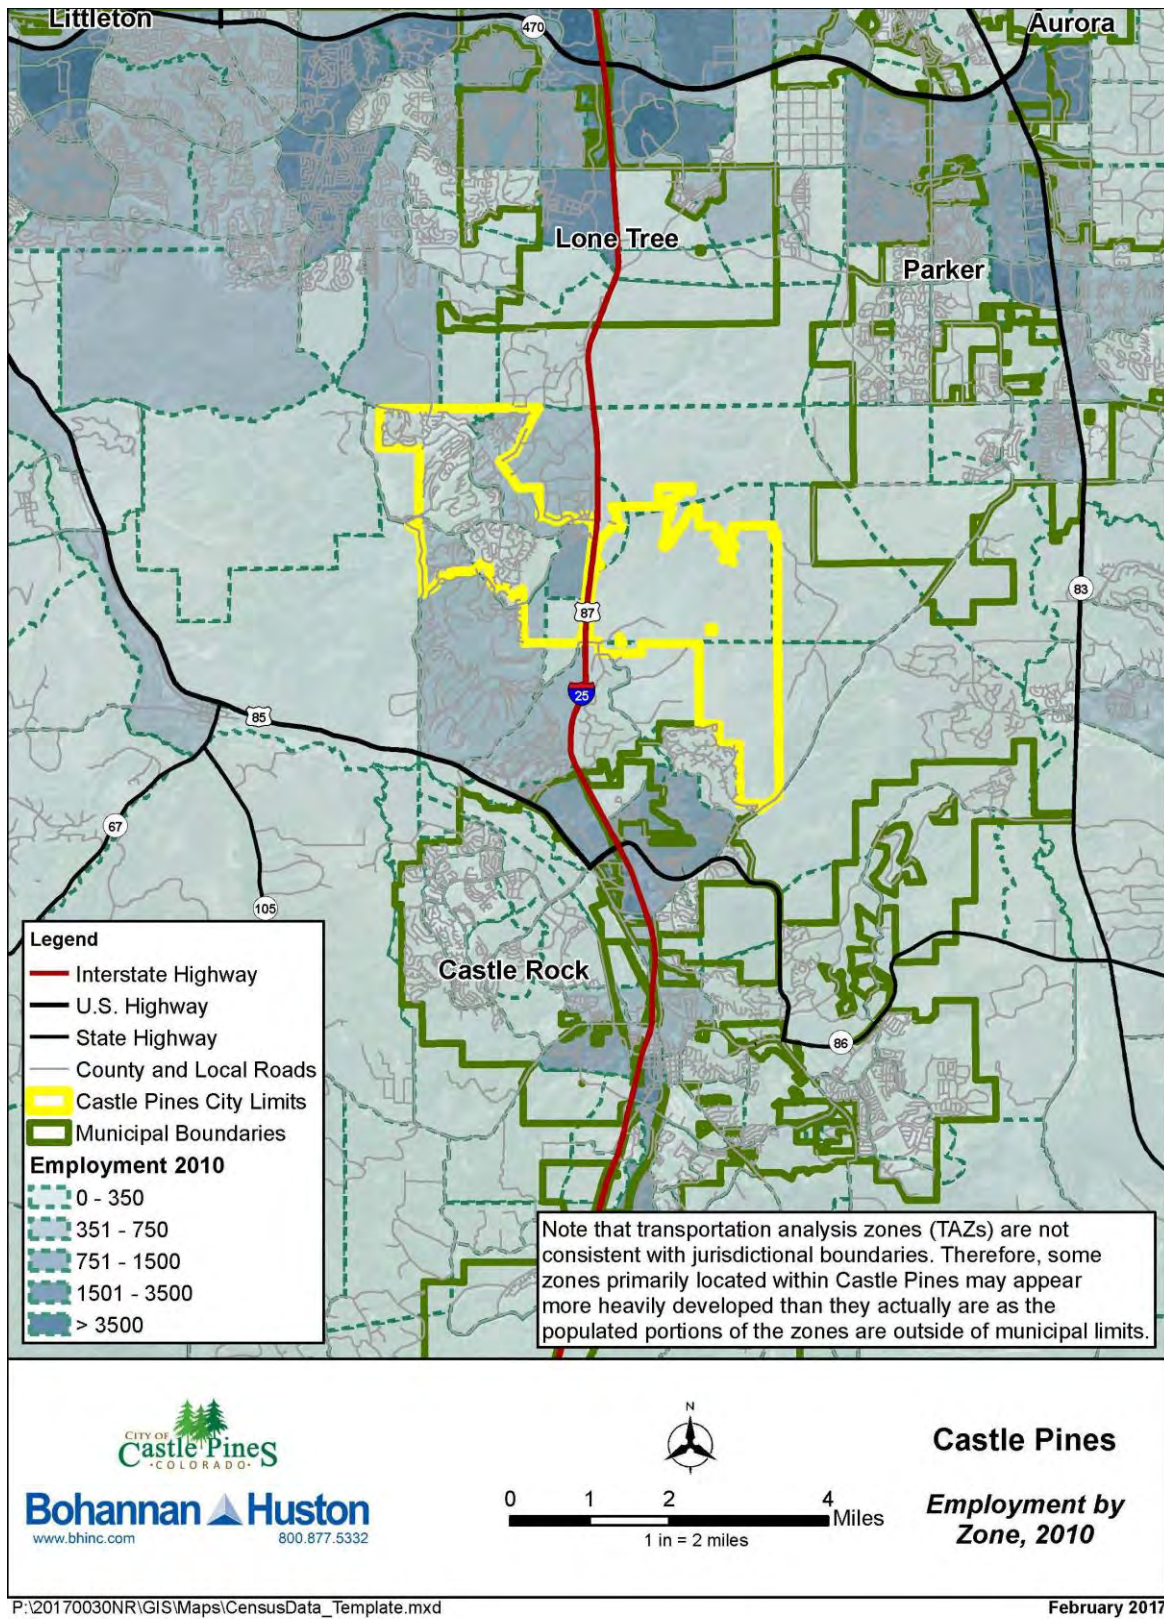 Littleton
470
Aurora
Lone Tree
Parker
87
83
25
85
67
105
Castle Rock
86
Legend
Interstate Highway
U.S. Highway
State Highway
County and Local Roads
Castle Pines City Limits
Municipal Boundaries
Employment 2010
0 - 350
351 - 750
751 - 1500
1501 - 3500
> 3500
Note that transportation analysis zones (TAZs) are not
consistent with jurisdictional boundaries. Therefore, some
zones primarily located within Castle Pines may appear
more heavily developed than they actually are as the
populated portions of the zones are outside of municipal limits.
CITY OF
Castle Pines
•COLORADO•
Bohannan Huston
www.bhinc.com 800.877.5332
N
0 1 2 4
Miles
1 in = 2 miles
Castle Pines
Employment by
Zone, 2010
P:\20170030NR\GIS\Maps\CensusData_Template.mxd
February 2017